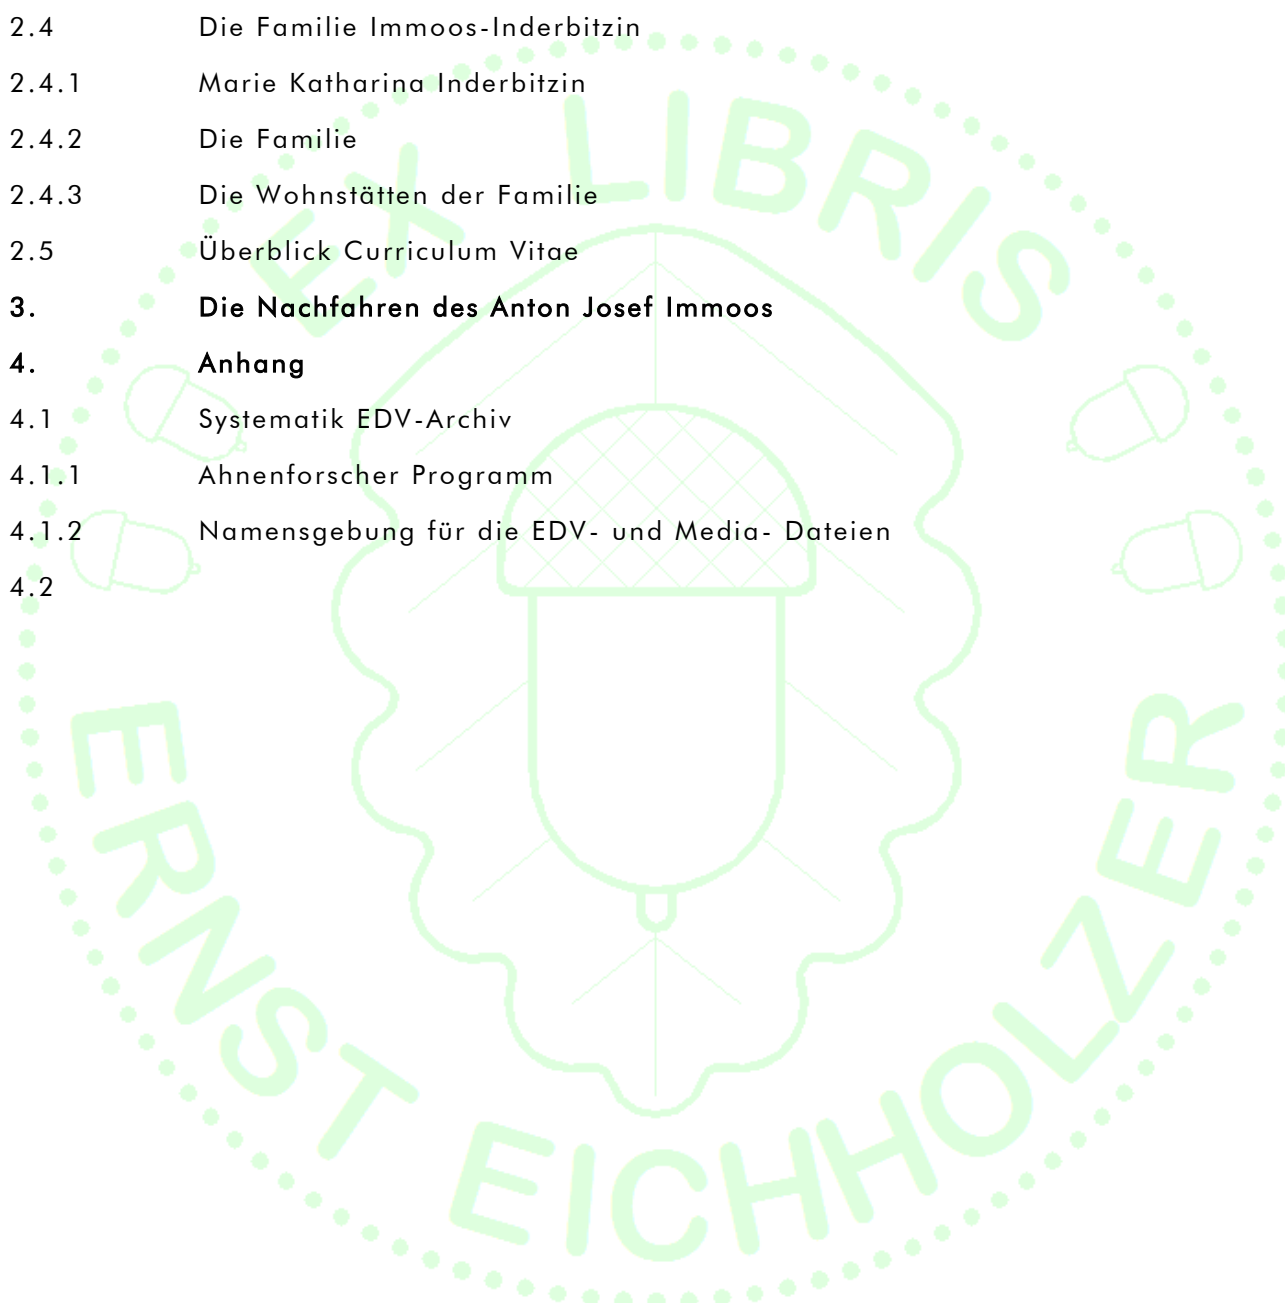 2.4 Die Familie Immoos-Inderbitzin
2.4.1 Marie Katharina Inderbitzin
2.4.2 Die Familie
2.4.3 Die Wohnstätten der Familie
2.5 Überblick Curriculum Vitae
3. Die Nachfahren des Anton Josef Immoos
4. Anhang
4.1 Systematik EDV-Archiv
4.1.1 Ahnenforscher Programm
4.1.2 Namensgebung für die EDV- und Media- Dateien
4.2
EX LIBRIS
ERNST EICHHOLZER